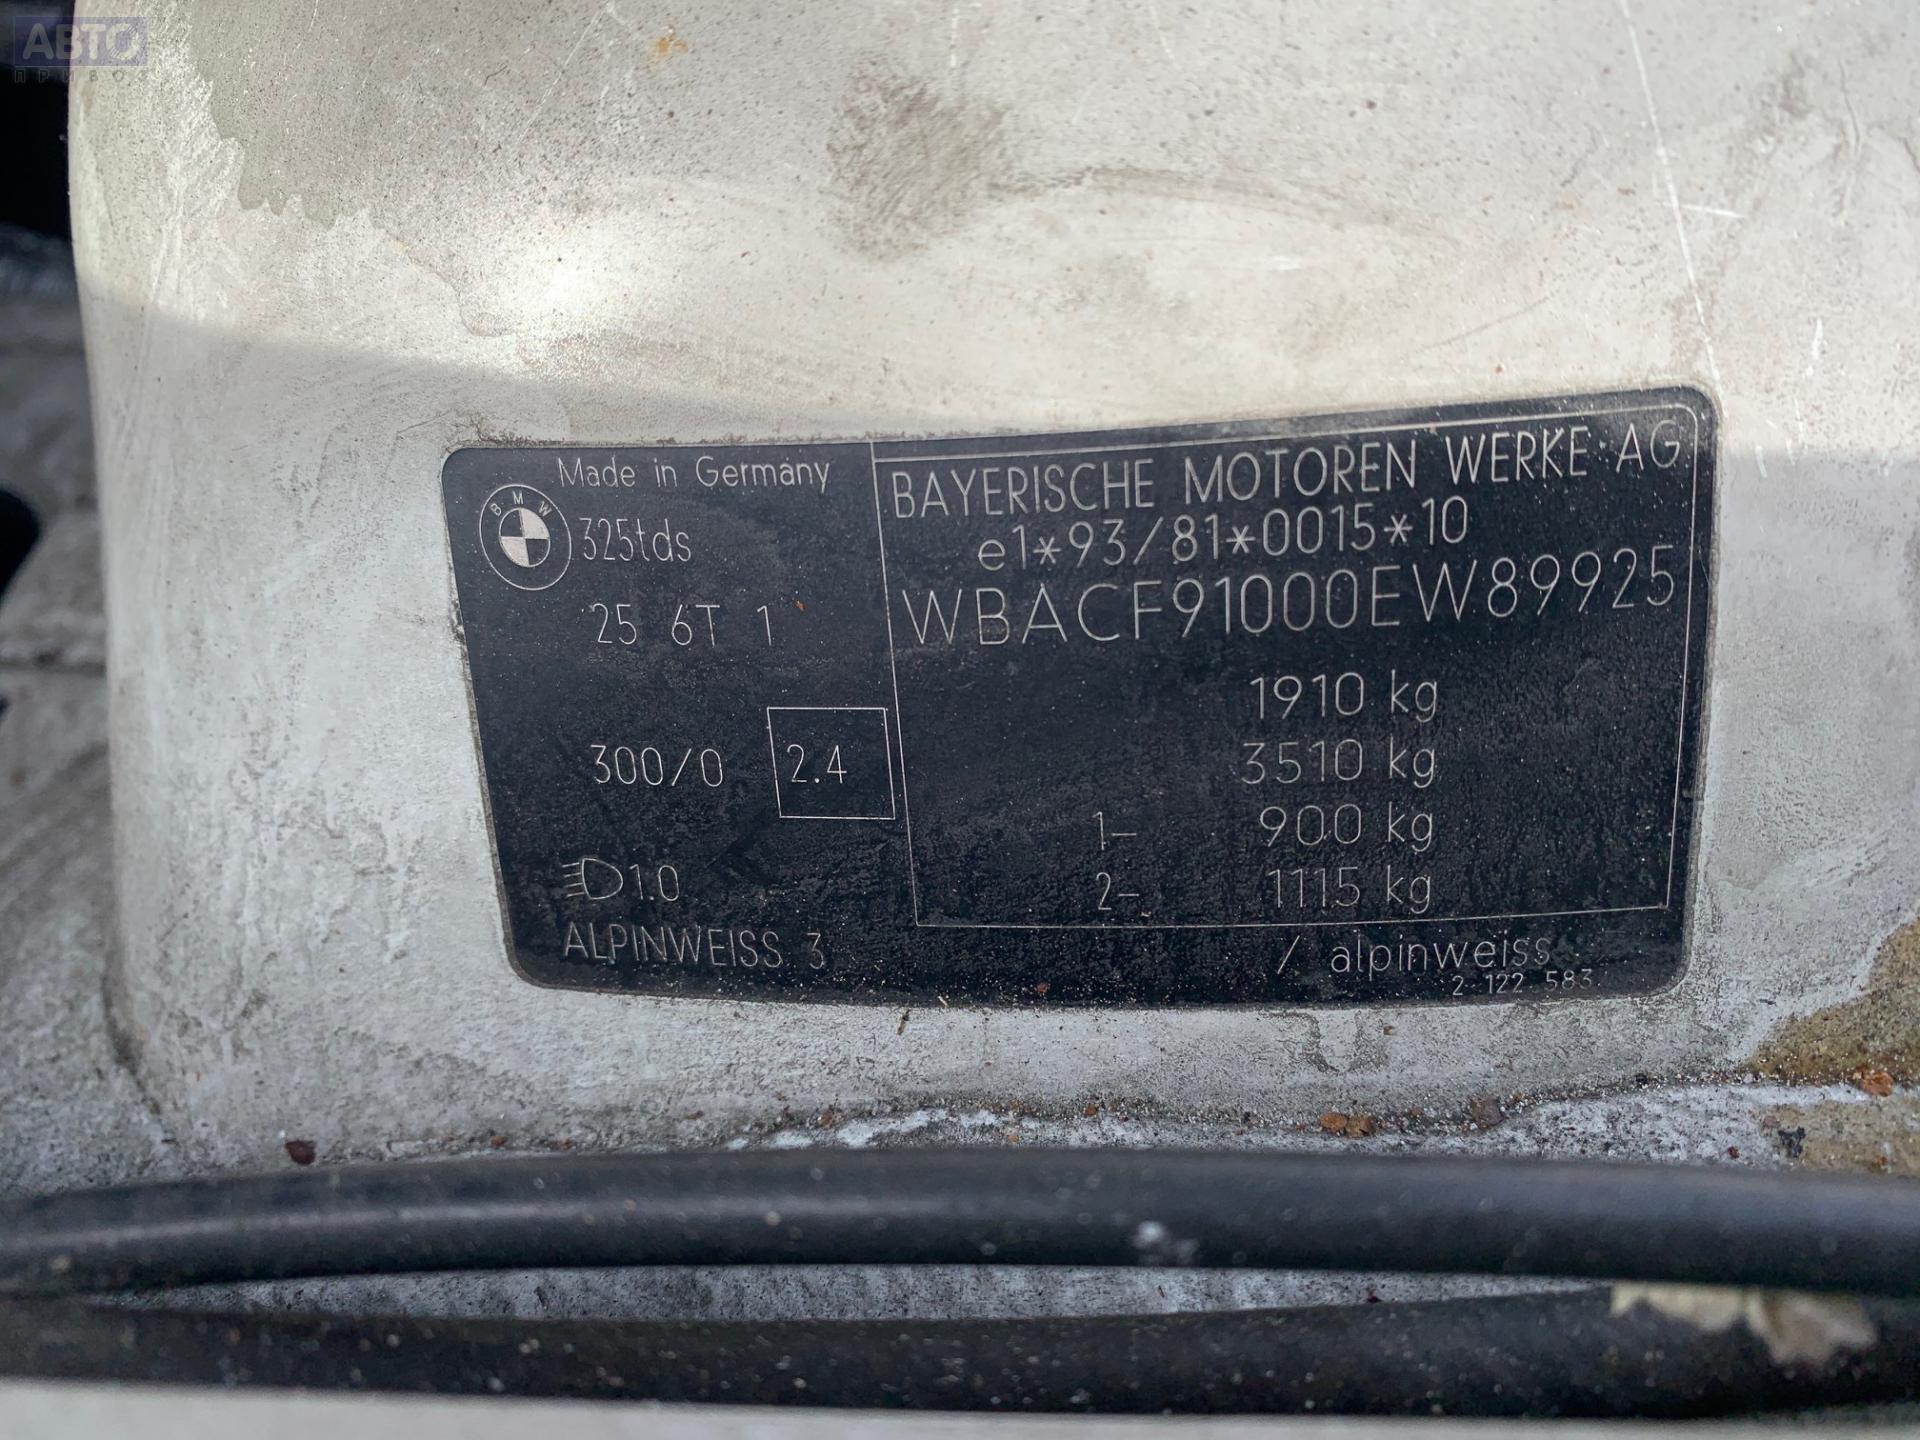 АВТО
ПРИВОЗ
Made in Germany
BMW
325tds
25 6T 1
300/0 2.4
1.0
ALPINWEISS 3
BAYERISCHE MOTOREN WERKE AG
e1*93/81*0015*10
WBACF91000EW89925
1910 kg
3510 kg
1- 900 kg
2- 1115 kg
/ alpinweiss
2 122 583